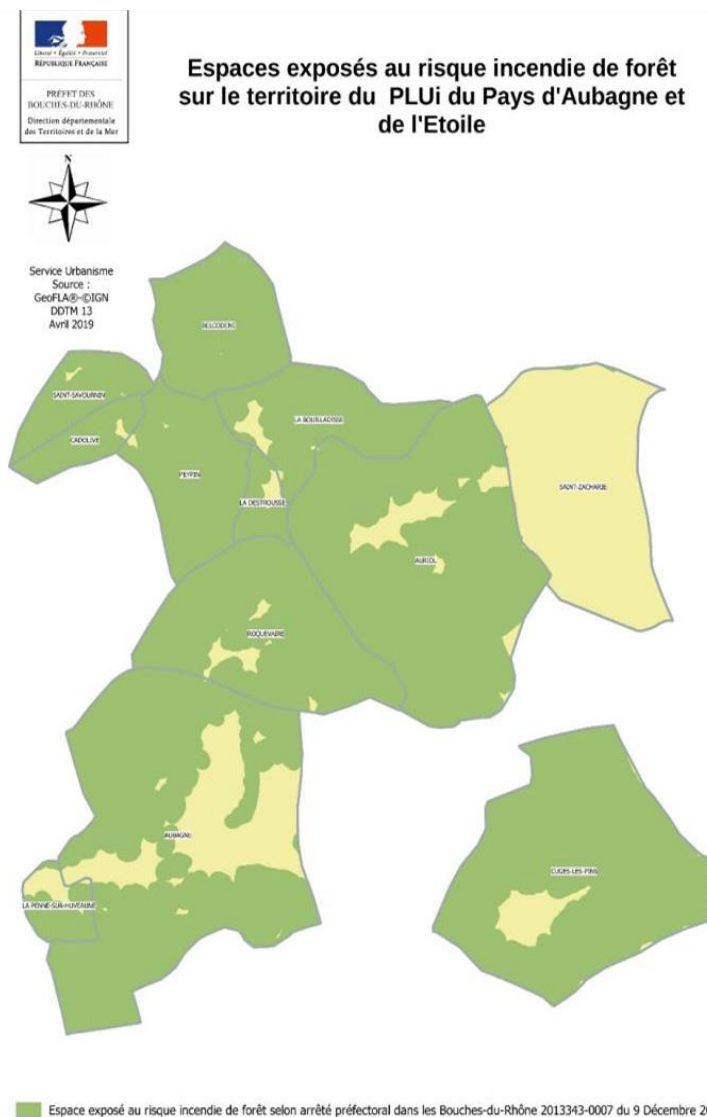 Liberté • Égalité • Fraternité
RÉPUBLIQUE FRANÇAISE
PRÉFET DES
BOUCHES-DU-RHÔNE
Direction départementale
des Territoires et de la Mer
Espaces exposés au risque incendie de forêt
sur le territoire du PLUi du Pays d'Aubagne et
de l'Etoile
N
Service Urbanisme
Source :
GeoFLA®-©IGN
DDTM 13
Avril 2019
BELCODENE
SAINT-SAVOURNIN
LA BOUILLADISSE
CADOLIVE
PEYPIN
SAINT-ZACHARIE
LA DESTROUSSE
AURIOL
ROQUEVAIRE
AUBAGNE
CUGES-LES-PINS
LA PENNE-SUR-HUVEAUNE
Espace exposé au risque incendie de forêt selon arrêté préfectoral dans les Bouches-du-Rhône 2013343-0007 du 9 Décembre 2